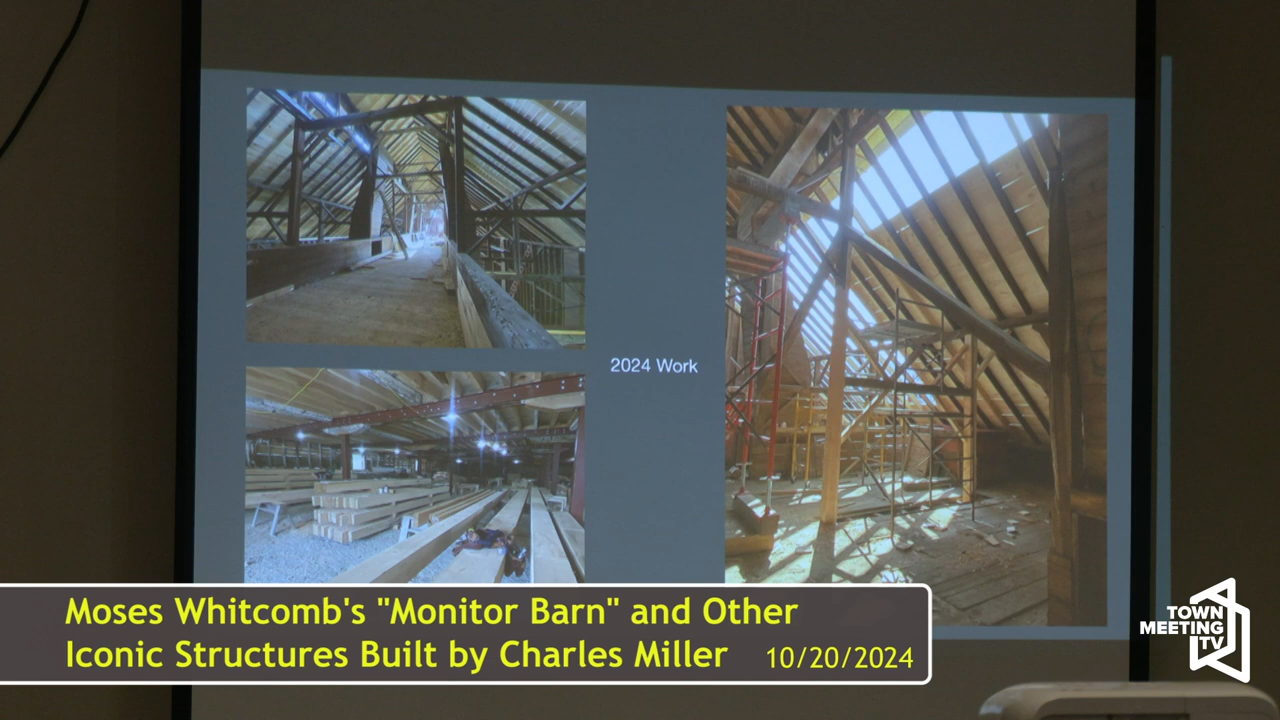 2024 Work
Moses Whitcomb's "Monitor Barn" and Other
Iconic Structures Built by Charles Miller
10/20/2024
TOWN
MEETING
TV